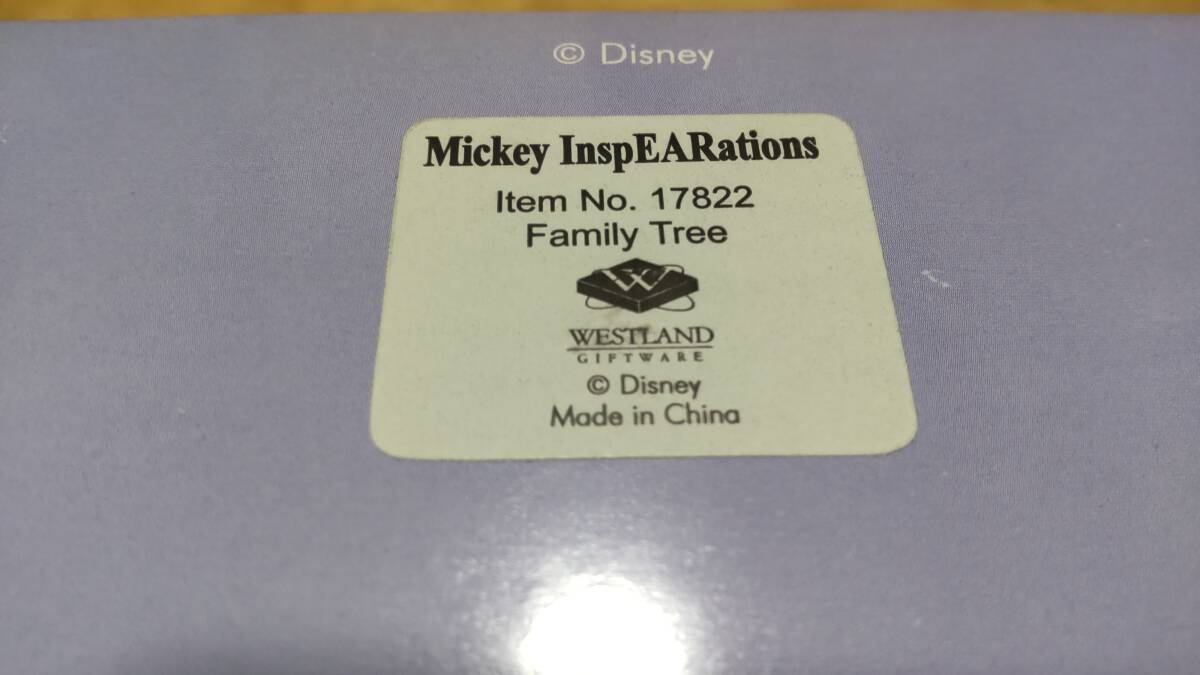 © Disney
Mickey InspEARations
Item No. 17822
Family Tree
W
WESTLAND
GIFTWARE
© Disney
Made in China